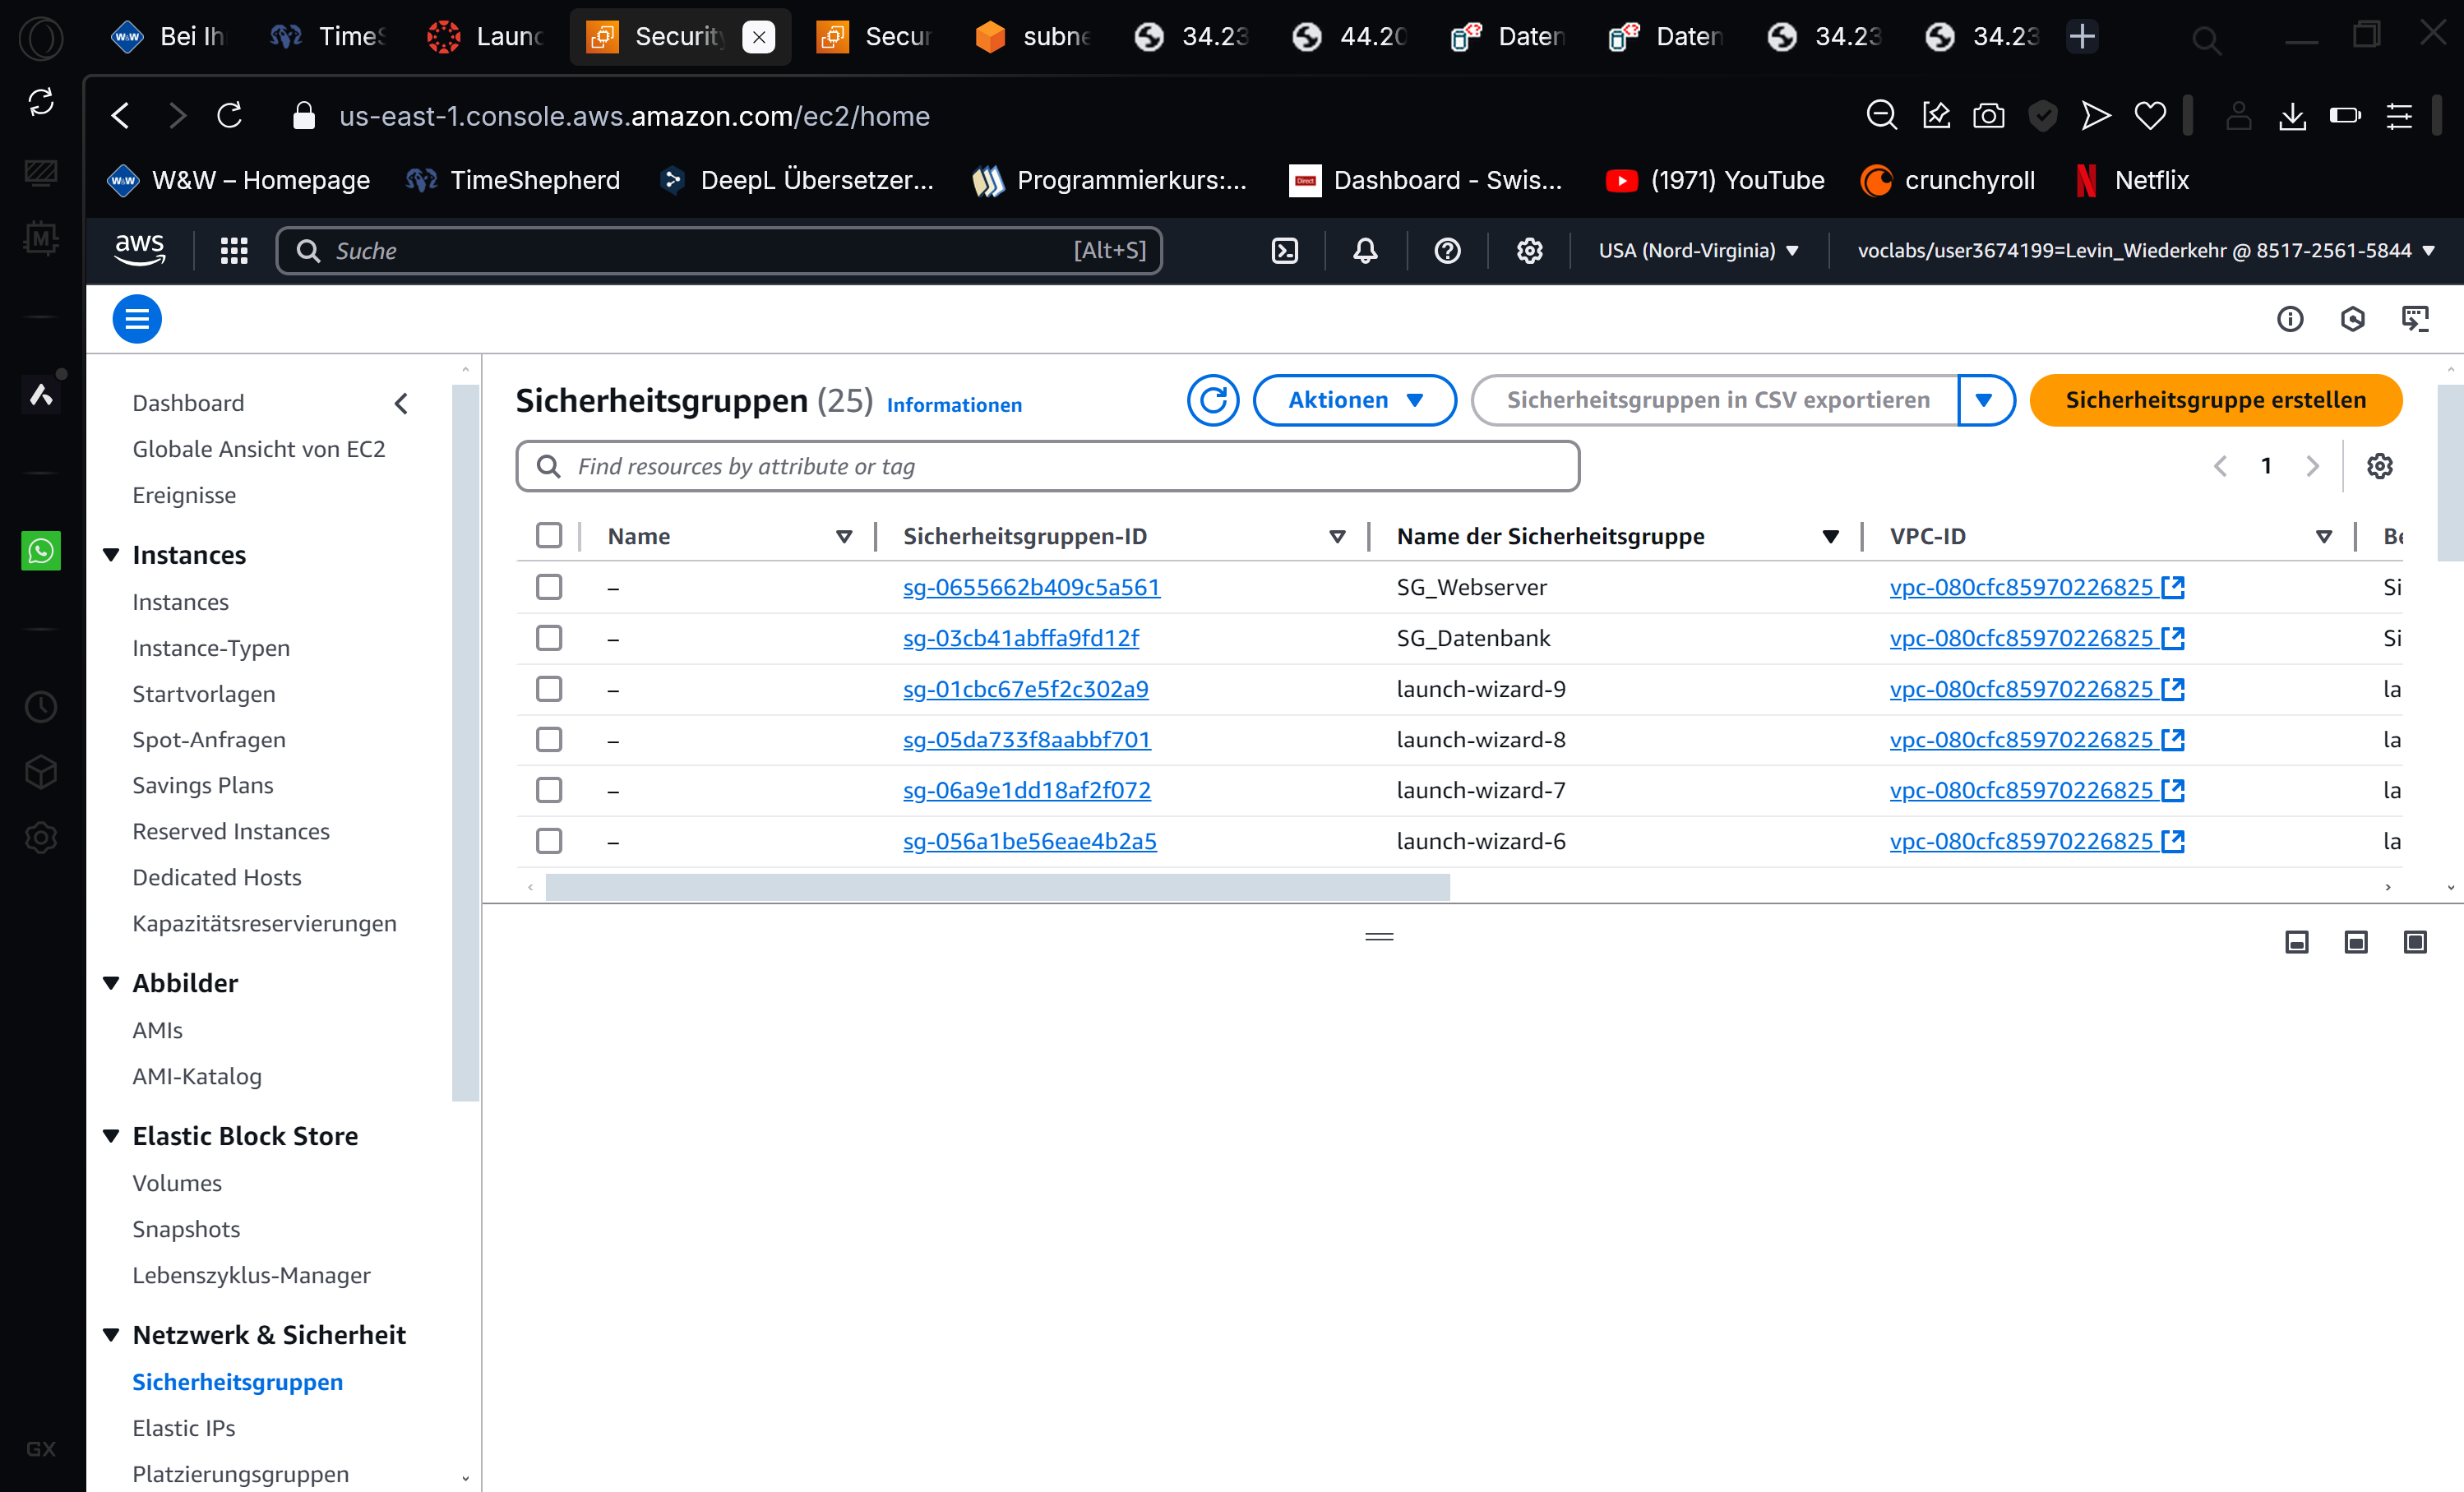 Bei Ih
TimeS
Launc
Security
Secur
subne
34.23
44.20
Daten
Daten
34.23
34.23
us-east-1.console.aws.amazon.com/ec2/home
W&W – Homepage
TimeShepherd
DeepL Übersetzer...
Programmierkurs:...
Dashboard - Swis...
(1971) YouTube
crunchyroll
Netflix
aws
Suche
[Alt+S]
USA (Nord-Virginia)
voclabs/user3674199=Levin_Wiederkehr @ 8517-2561-5844
Dashboard
Globale Ansicht von EC2
Ereignisse
Instances
Instances
Instance-Typen
Startvorlagen
Spot-Anfragen
Savings Plans
Reserved Instances
Dedicated Hosts
Kapazitätsreservierungen
Abbilder
AMIs
AMI-Katalog
Elastic Block Store
Volumes
Snapshots
Lebenszyklus-Manager
Netzwerk & Sicherheit
Sicherheitsgruppen
Elastic IPs
Platzierungsgruppen
GX
Sicherheitsgruppen (25) Informationen
Aktionen
Sicherheitsgruppen in CSV exportieren
Sicherheitsgruppe erstellen
Find resources by attribute or tag
1
Name Sicherheitsgruppen-ID Name der Sicherheitsgruppe VPC-ID Be
– sg-0655662b409c5a561 SG_Webserver vpc-080cfc85970226825 Si
– sg-03cb41abffa9fd12f SG_Datenbank vpc-080cfc85970226825 Si
– sg-01cbc67e5f2c302a9 launch-wizard-9 vpc-080cfc85970226825 la
– sg-05da733f8aabbf701 launch-wizard-8 vpc-080cfc85970226825 la
– sg-06a9e1dd18af2f072 launch-wizard-7 vpc-080cfc85970226825 la
– sg-056a1be56eae4b2a5 launch-wizard-6 vpc-080cfc85970226825 la